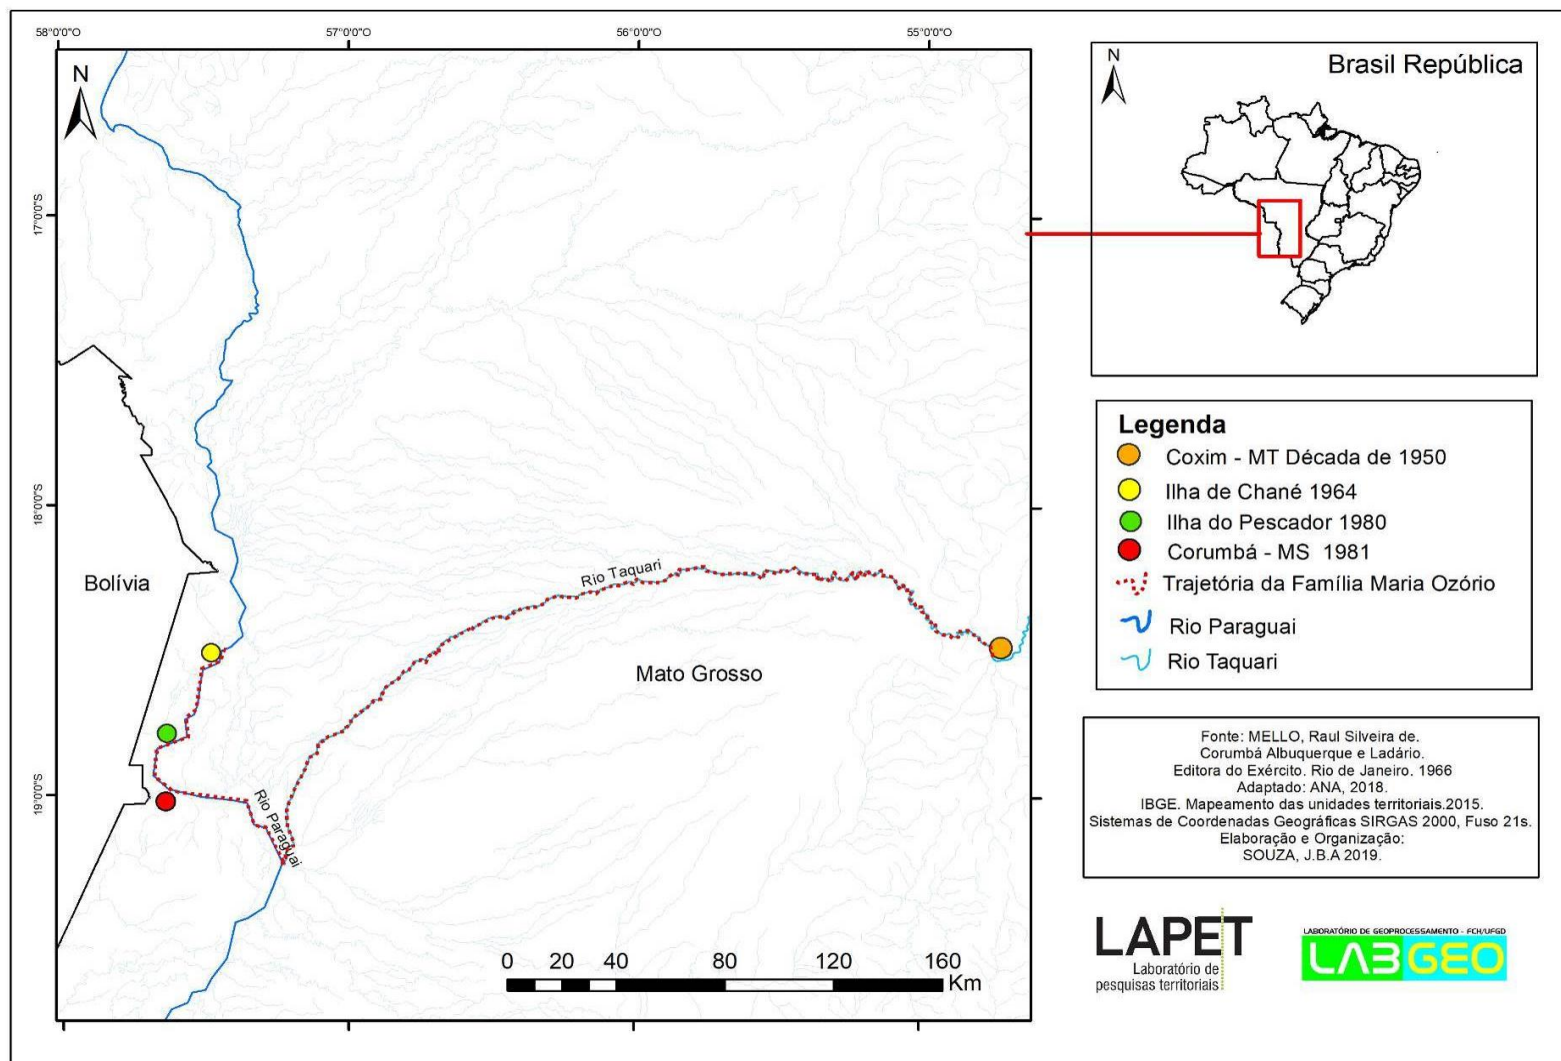 58°0'0"O
57°0'0"O
56°0'0"O
55°0'0"O
17°0'0"S
18°0'0"S
19°0'0"S
N
Bolívia
Rio Taquari
Mato Grosso
Rio Paraguai
0 20 40 80 120 160
Km
N
Brasil República
Legenda
Coxim - MT Década de 1950
Ilha de Chané 1964
Ilha do Pescador 1980
Corumbá - MS 1981
Trajetória da Família Maria Ozório
Rio Paraguai
Rio Taquari
Fonte: MELLO, Raul Silveira de.
Corumbá Albuquerque e Ladário.
Editora do Exército. Rio de Janeiro. 1966
Adaptado: ANA, 2018.
IBGE. Mapeamento das unidades territoriais.2015.
Sistemas de Coordenadas Geográficas SIRGAS 2000, Fuso 21s.
Elaboração e Organização:
SOUZA, J.B.A 2019.
LAPET
Laboratório de
pesquisas territoriais
LABORATÓRIO DE GEOPROCESSAMENTO - FCH/UFGD
LABGEO